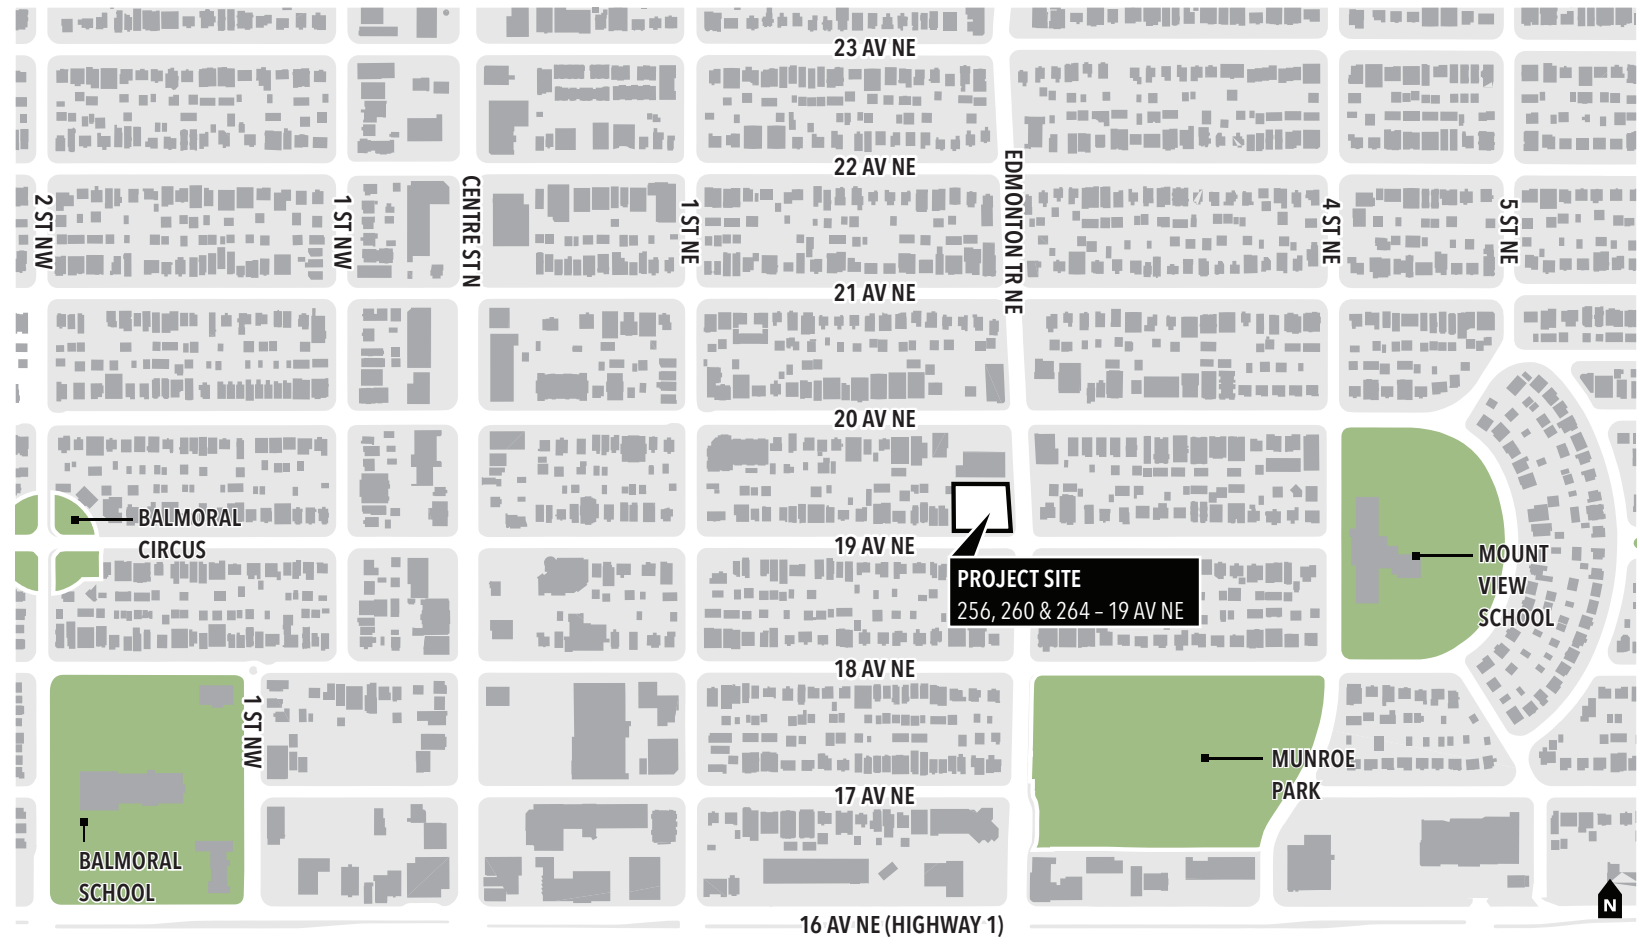 23 AV NE
22 AV NE
2 ST NW
1 ST NW
CENTRE ST N
1 ST NE
EDMONTON TR NE
4 ST NE
5 ST NE
21 AV NE
20 AV NE
BALMORAL
CIRCUS
19 AV NE
PROJECT SITE
256, 260 & 264 – 19 AV NE
MOUNT
VIEW
SCHOOL
18 AV NE
1 ST NW
MUNROE
PARK
17 AV NE
BALMORAL
SCHOOL
N
16 AV NE (HIGHWAY 1)